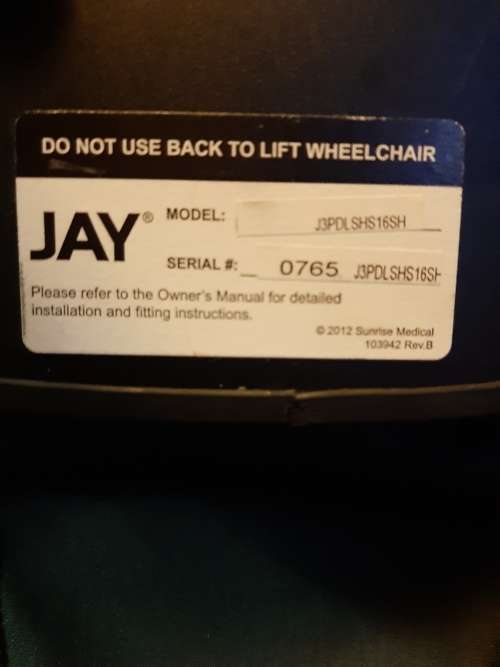 DO NOT USE BACK TO LIFT WHEELCHAIR
JAY® MODEL: J3PDLSHS16SH
SERIAL #: 0765 J3PDLSHS16SH
Please refer to the Owner's Manual for detailed
installation and fitting instructions.
© 2012 Sunrise Medical
103942 Rev.B